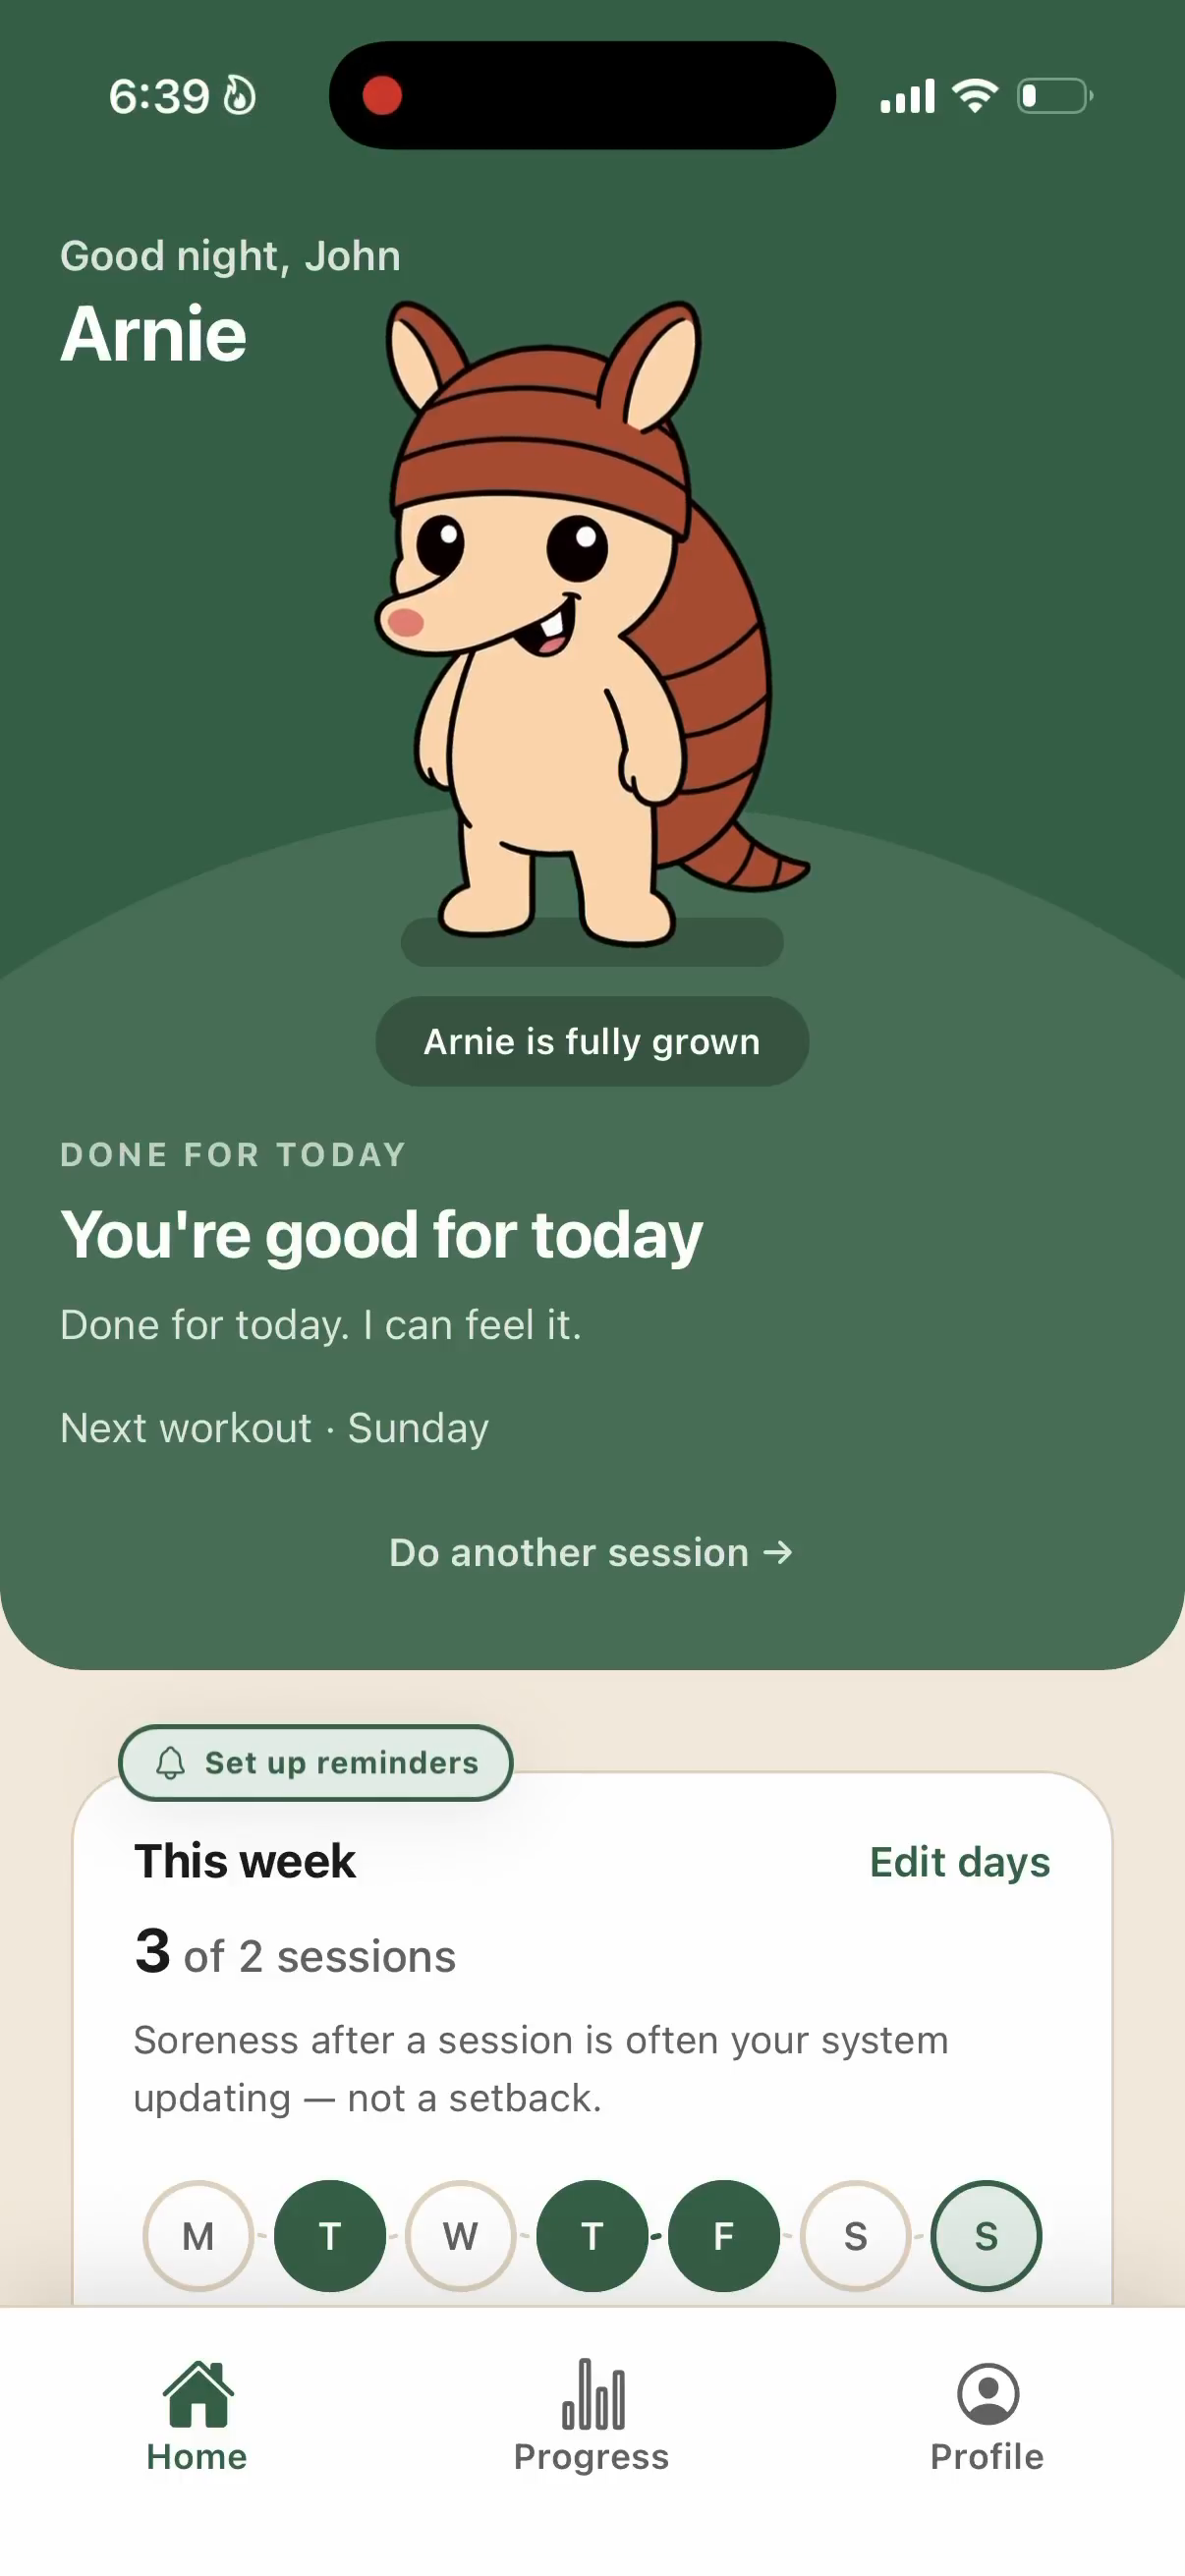 6:39
Good night, John
Arnie
Arnie is fully grown
DONE FOR TODAY
You're good for today
Done for today. I can feel it.
Next workout · Sunday
Do another session →
Set up reminders
This week
Edit days
3 of 2 sessions
Soreness after a session is often your system
updating — not a setback.
M T W T F S S
Home
Progress
Profile